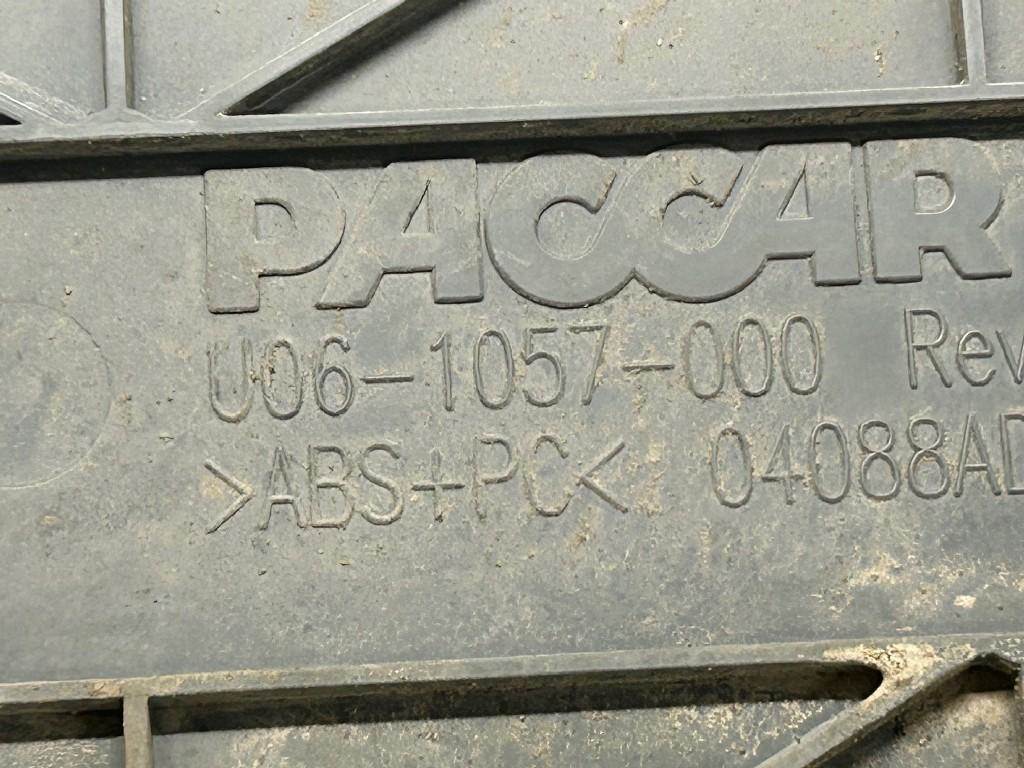 PACCAR
U06-1057-000 Rev
>ABS+PC< 04088AD